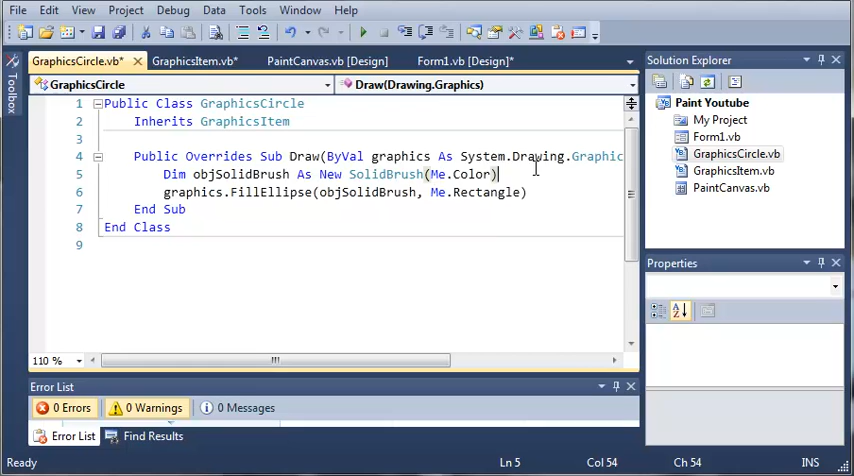 File Edit View Project Debug Data Tools Window Help
GraphicsCircle.vb* GraphicsItem.vb* PaintCanvas.vb [Design] Form1.vb [Design]*
GraphicsCircle Draw(Drawing.Graphics)
1 Public Class GraphicsCircle
2 Inherits GraphicsItem
3
4 Public Overrides Sub Draw(ByVal graphics As System.Drawing.Graphic
5 Dim objSolidBrush As New SolidBrush(Me.Color)
6 graphics.FillEllipse(objSolidBrush, Me.Rectangle)
7 End Sub
8 End Class
9
110 %
Toolbox
Solution Explorer
Paint Youtube
My Project
Form1.vb
GraphicsCircle.vb
GraphicsItem.vb
PaintCanvas.vb
Properties
Error List
0 Errors 0 Warnings 0 Messages
Error List Find Results
Ready Ln 5 Col 54 Ch 54 INS